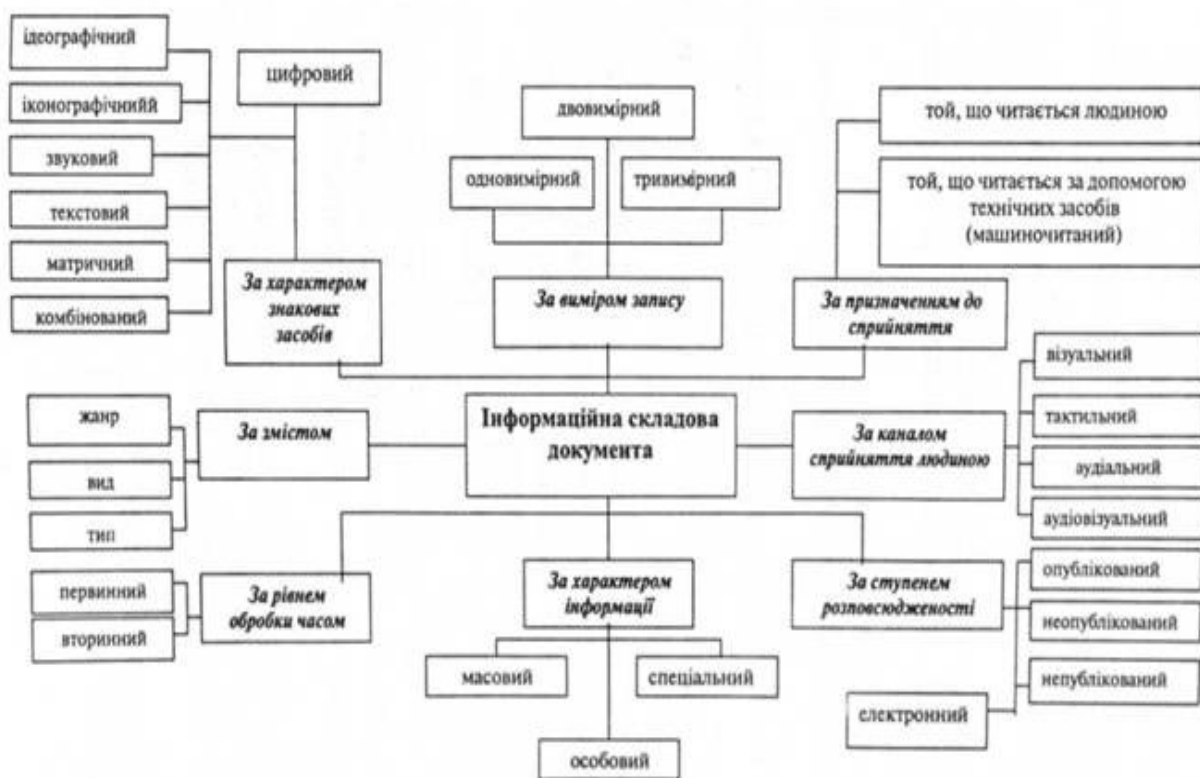 ідеографічний
іконографічнийй
звуковий
текстовий
матричний
комбінований
цифровий
За характером
знакових
засобів
двовимірний
одновимірний
тривимірний
За виміром запису
той, що читається людиною
той, що читається за допомогою
технічних засобів
(машиночитаний)
За призначенням до
сприйняття
жанр
вид
тип
За змістом
Інформаційна складова
документа
За каналом
сприйняття людиною
візуальний
тактильний
аудіальний
аудіовізуальний
первинний
вторинний
За рівнем
обробки часом
За характером
інформації
масовий
спеціальний
особовий
За ступенем
розповсюдженості
опублікований
неопублікований
непублікований
електронний